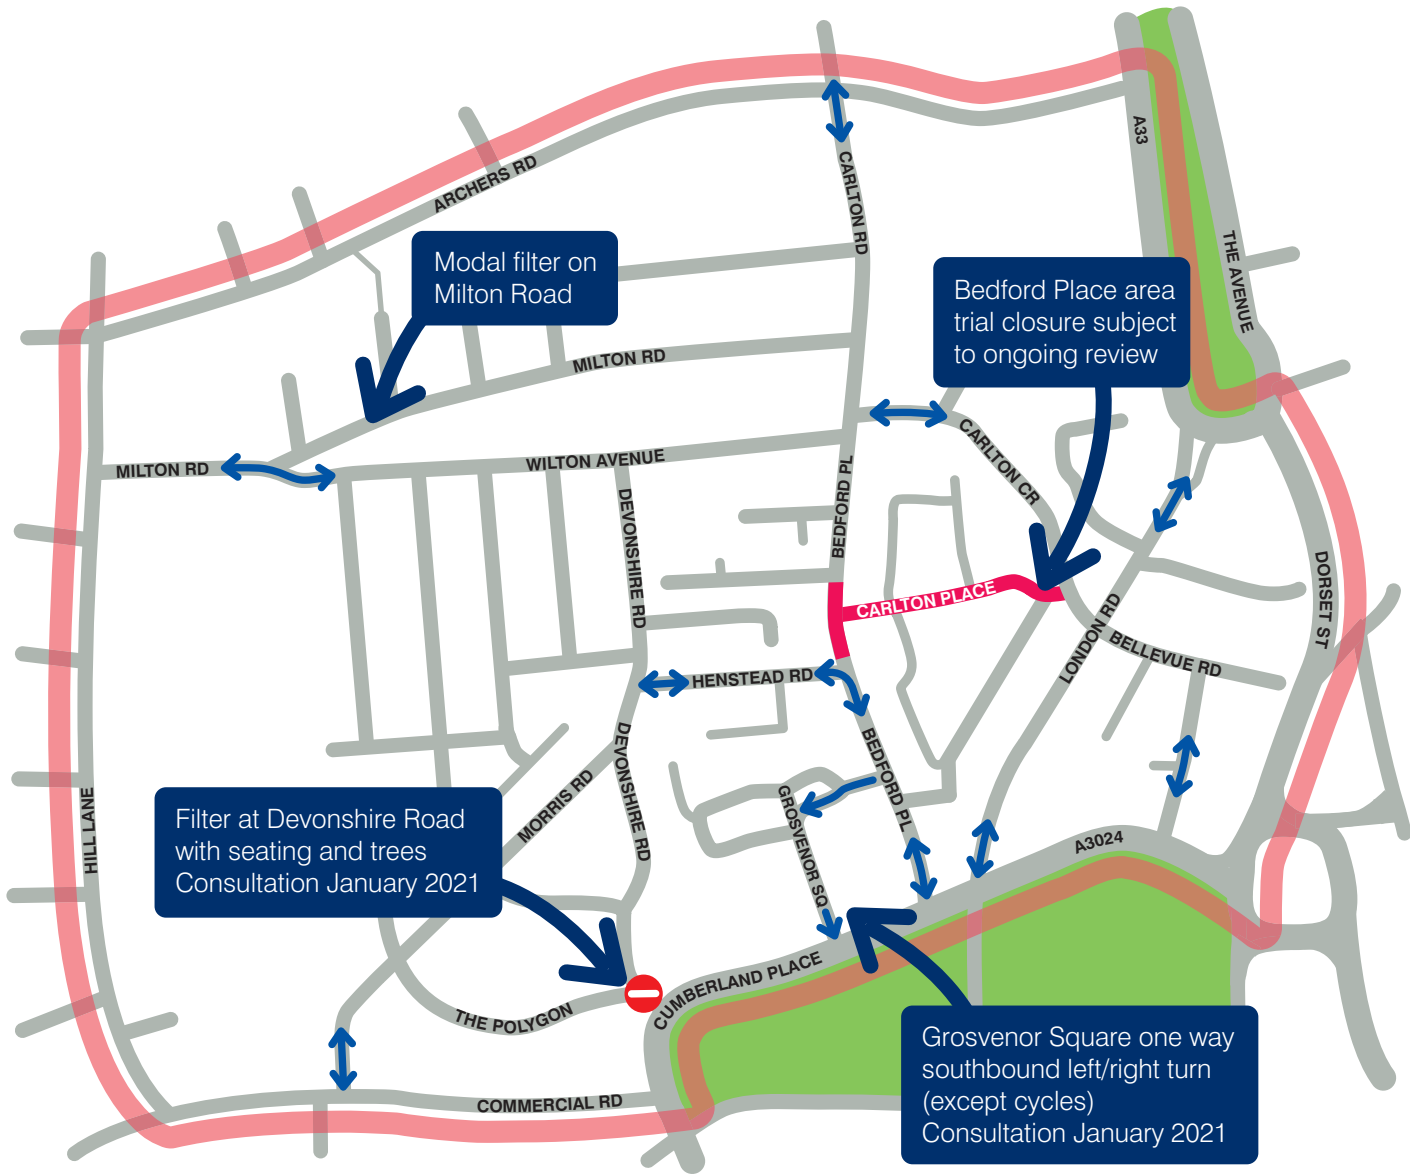 A33
ARCHERS RD
CARLTON RD
THE AVENUE
Modal filter on
Milton Road
Bedford Place area
trial closure subject
to ongoing review
MILTON RD
CARLTON CR
MILTON RD
WILTON AVENUE
BEDFORD PL
DEVONSHIRE RD
DORSET ST
CARLTON PLACE
LONDON RD
BELLEVUE RD
HENSTEAD RD
DEVONSHIRE RD
BEDFORD PL
MORRIS RD
GROSVENOR SQ
HILL LANE
A3024
Filter at Devonshire Road
with seating and trees
Consultation January 2021
CUMBERLAND PLACE
THE POLYGON
Grosvenor Square one way
southbound left/right turn
(except cycles)
Consultation January 2021
COMMERCIAL RD